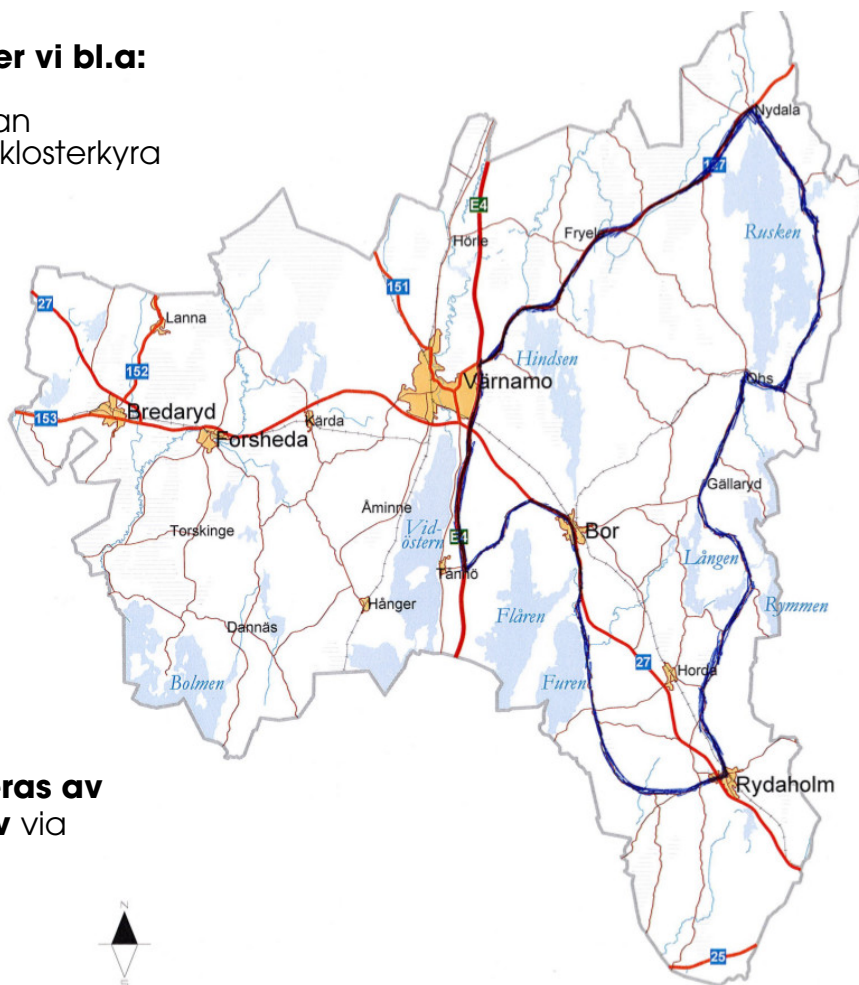 er vi bl.a:
an
klosterkyra
Nydala
127
Rusken
E4
Hörle
Fryele
151
27
Lanna
152
Hindsen
Ohs
Värnamo
153
Bredaryd
Kärda
Forsheda
Gällaryd
Åminne
Torskinge
Vid-
östern
E4
Bor
Lången
Tånnö
Rymmen
Hånger
Flåren
Dannäs
27
Horda
Bolmen
Furen
eras av
v via
Rydaholm
N
S
25